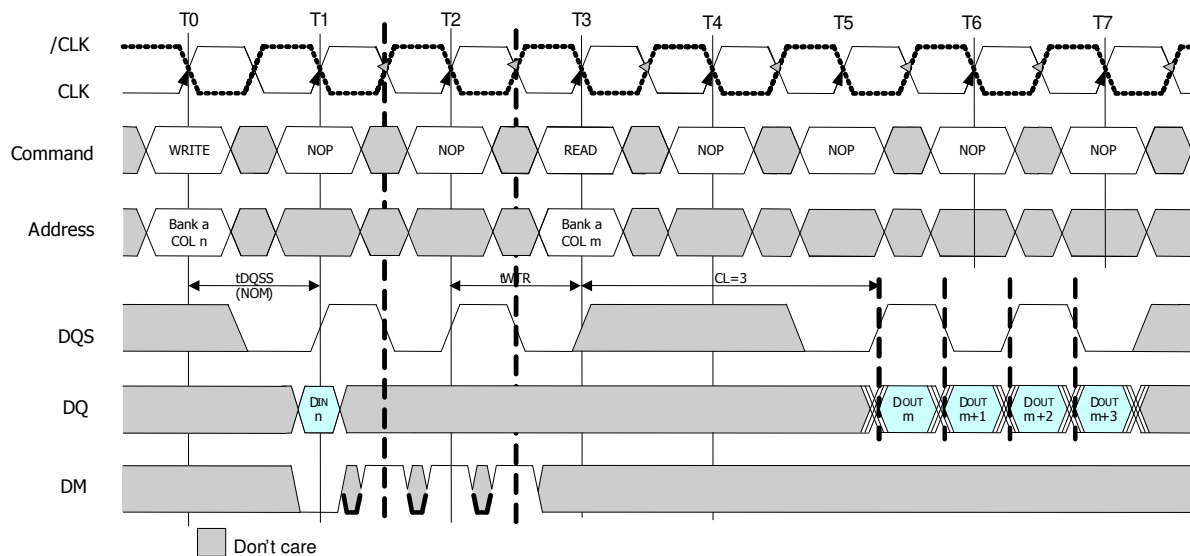 T0 T1 T2 T3 T4 T5 T6 T7
/CLK
CLK
Command WRITE NOP NOP READ NOP NOP NOP NOP
Address Bank a COL n Bank a COL m
tDQSS (NOM) tWTR CL=3
DQS
DQ DIN n DOUT m DOUT m+1 DOUT m+2 DOUT m+3
DM
Don't care